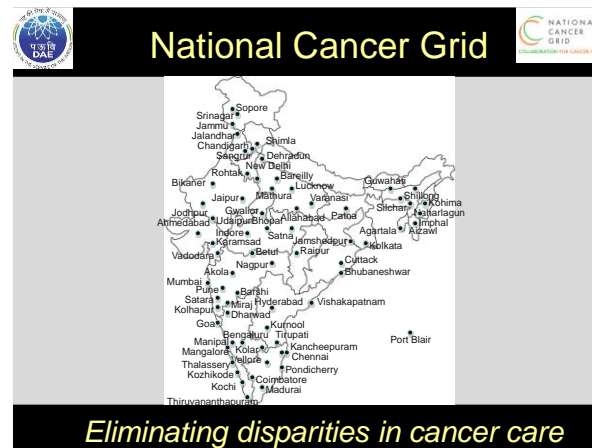 पऊवि
DAE
National Cancer Grid
NATIONAL
CANCER
GRID
Sopore
Srinagar
Jammu
Jalandhar
Chandigarh
Shimla
Sangrur
Dehradun
New Delhi
Rohtak
Bareilly
Bikaner
Mathura
Lucknow
Guwahati
Jaipur
Varanasi
Shillong
Kohima
Jodhpur
Gwalior
Allahabad
Patna
Silchar
Naharlagun
Ahmedabad
Udaipur
Bhopal
Imphal
Indore
Satna
Jamshedpur
Agartala
Aizawl
Karamsad
Kolkata
Vadodara
Betul
Raipur
Nagpur
Cuttack
Akola
Bhubaneshwar
Mumbai
Pune
Barshi
Satara
Miraj
Hyderabad
Vishakapatnam
Kolhapur
Dharwad
Goa
Kurnool
Bengaluru
Tirupati
Port Blair
Manipal
Kolar
Kancheepuram
Mangalore
Vellore
Chennai
Thalassery
Pondicherry
Kozhikode
Coimbatore
Kochi
Madurai
Thiruvananthapuram
Eliminating disparities in cancer care